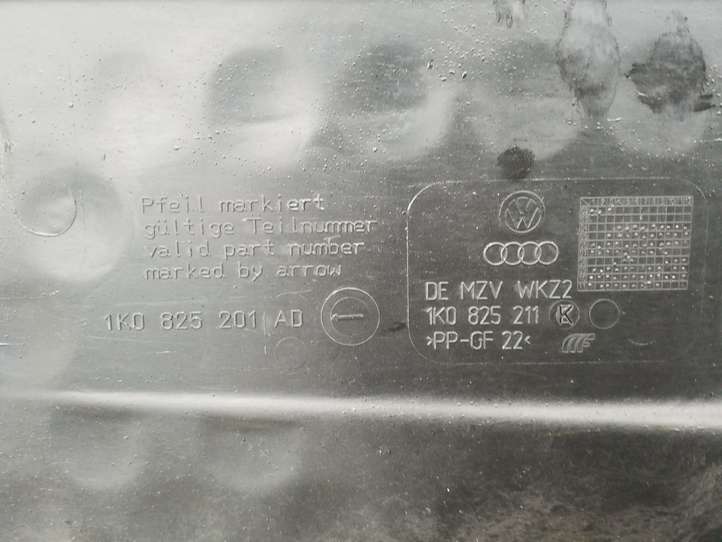 Pfeil markiert
gültige Teilnummer
valid part number
marked by arrow
1K0 825 201 AD
DE MZV WKZ2
1K0 825 211 K
>PP-GF 22<